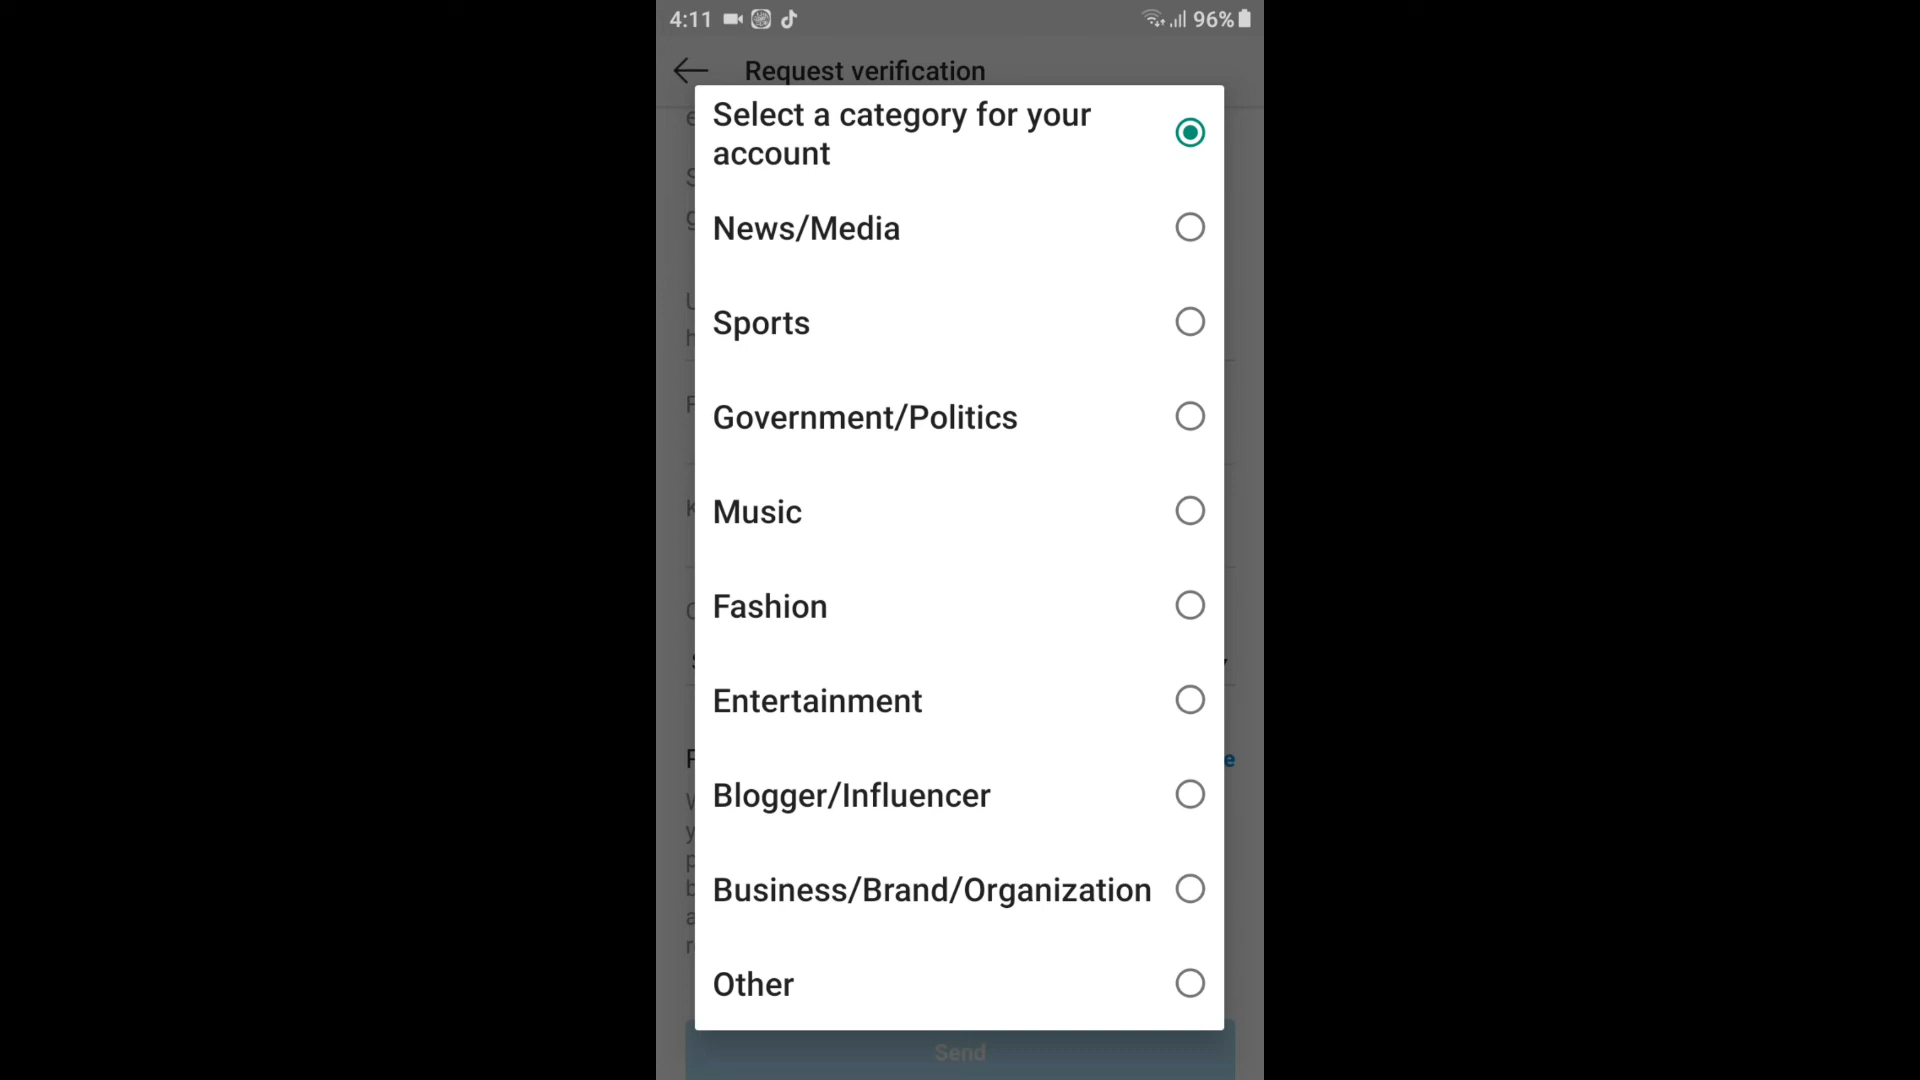 4:11
96%
Request verification
Select a category for your
account
News/Media
Sports
Government/Politics
Music
Fashion
Entertainment
Blogger/Influencer
Business/Brand/Organization
Other
Send